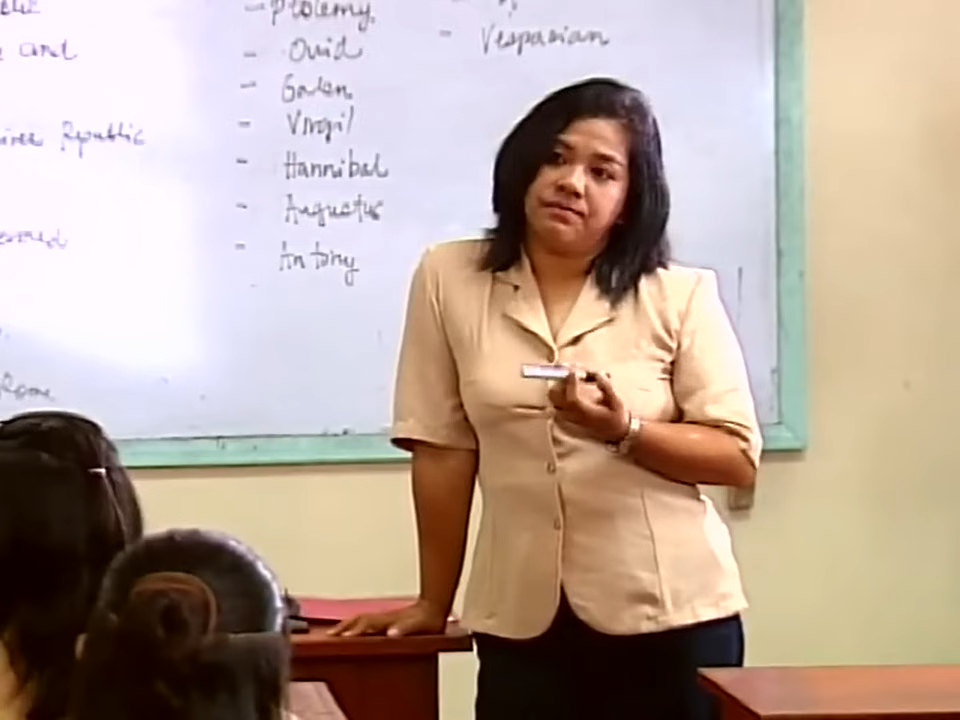 and
Republic
Rome
- Ptolemy
- Ovid
- Galen
- Virgil
- Hannibal
- Augustus
- Antony
- Vespasian